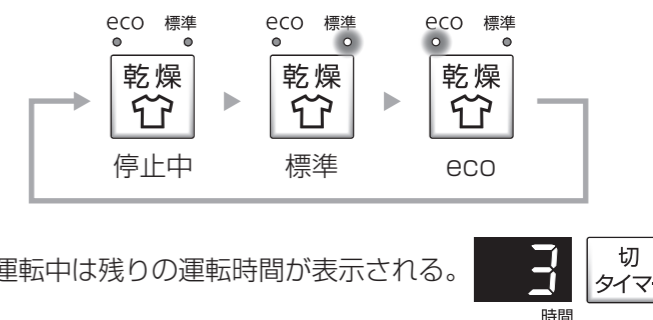 eco 標準 eco 標準 eco 標準
乾燥 乾燥 乾燥
停止中 標準 eco
運転中は残りの運転時間が表示される。 3 切
タイマー
時間